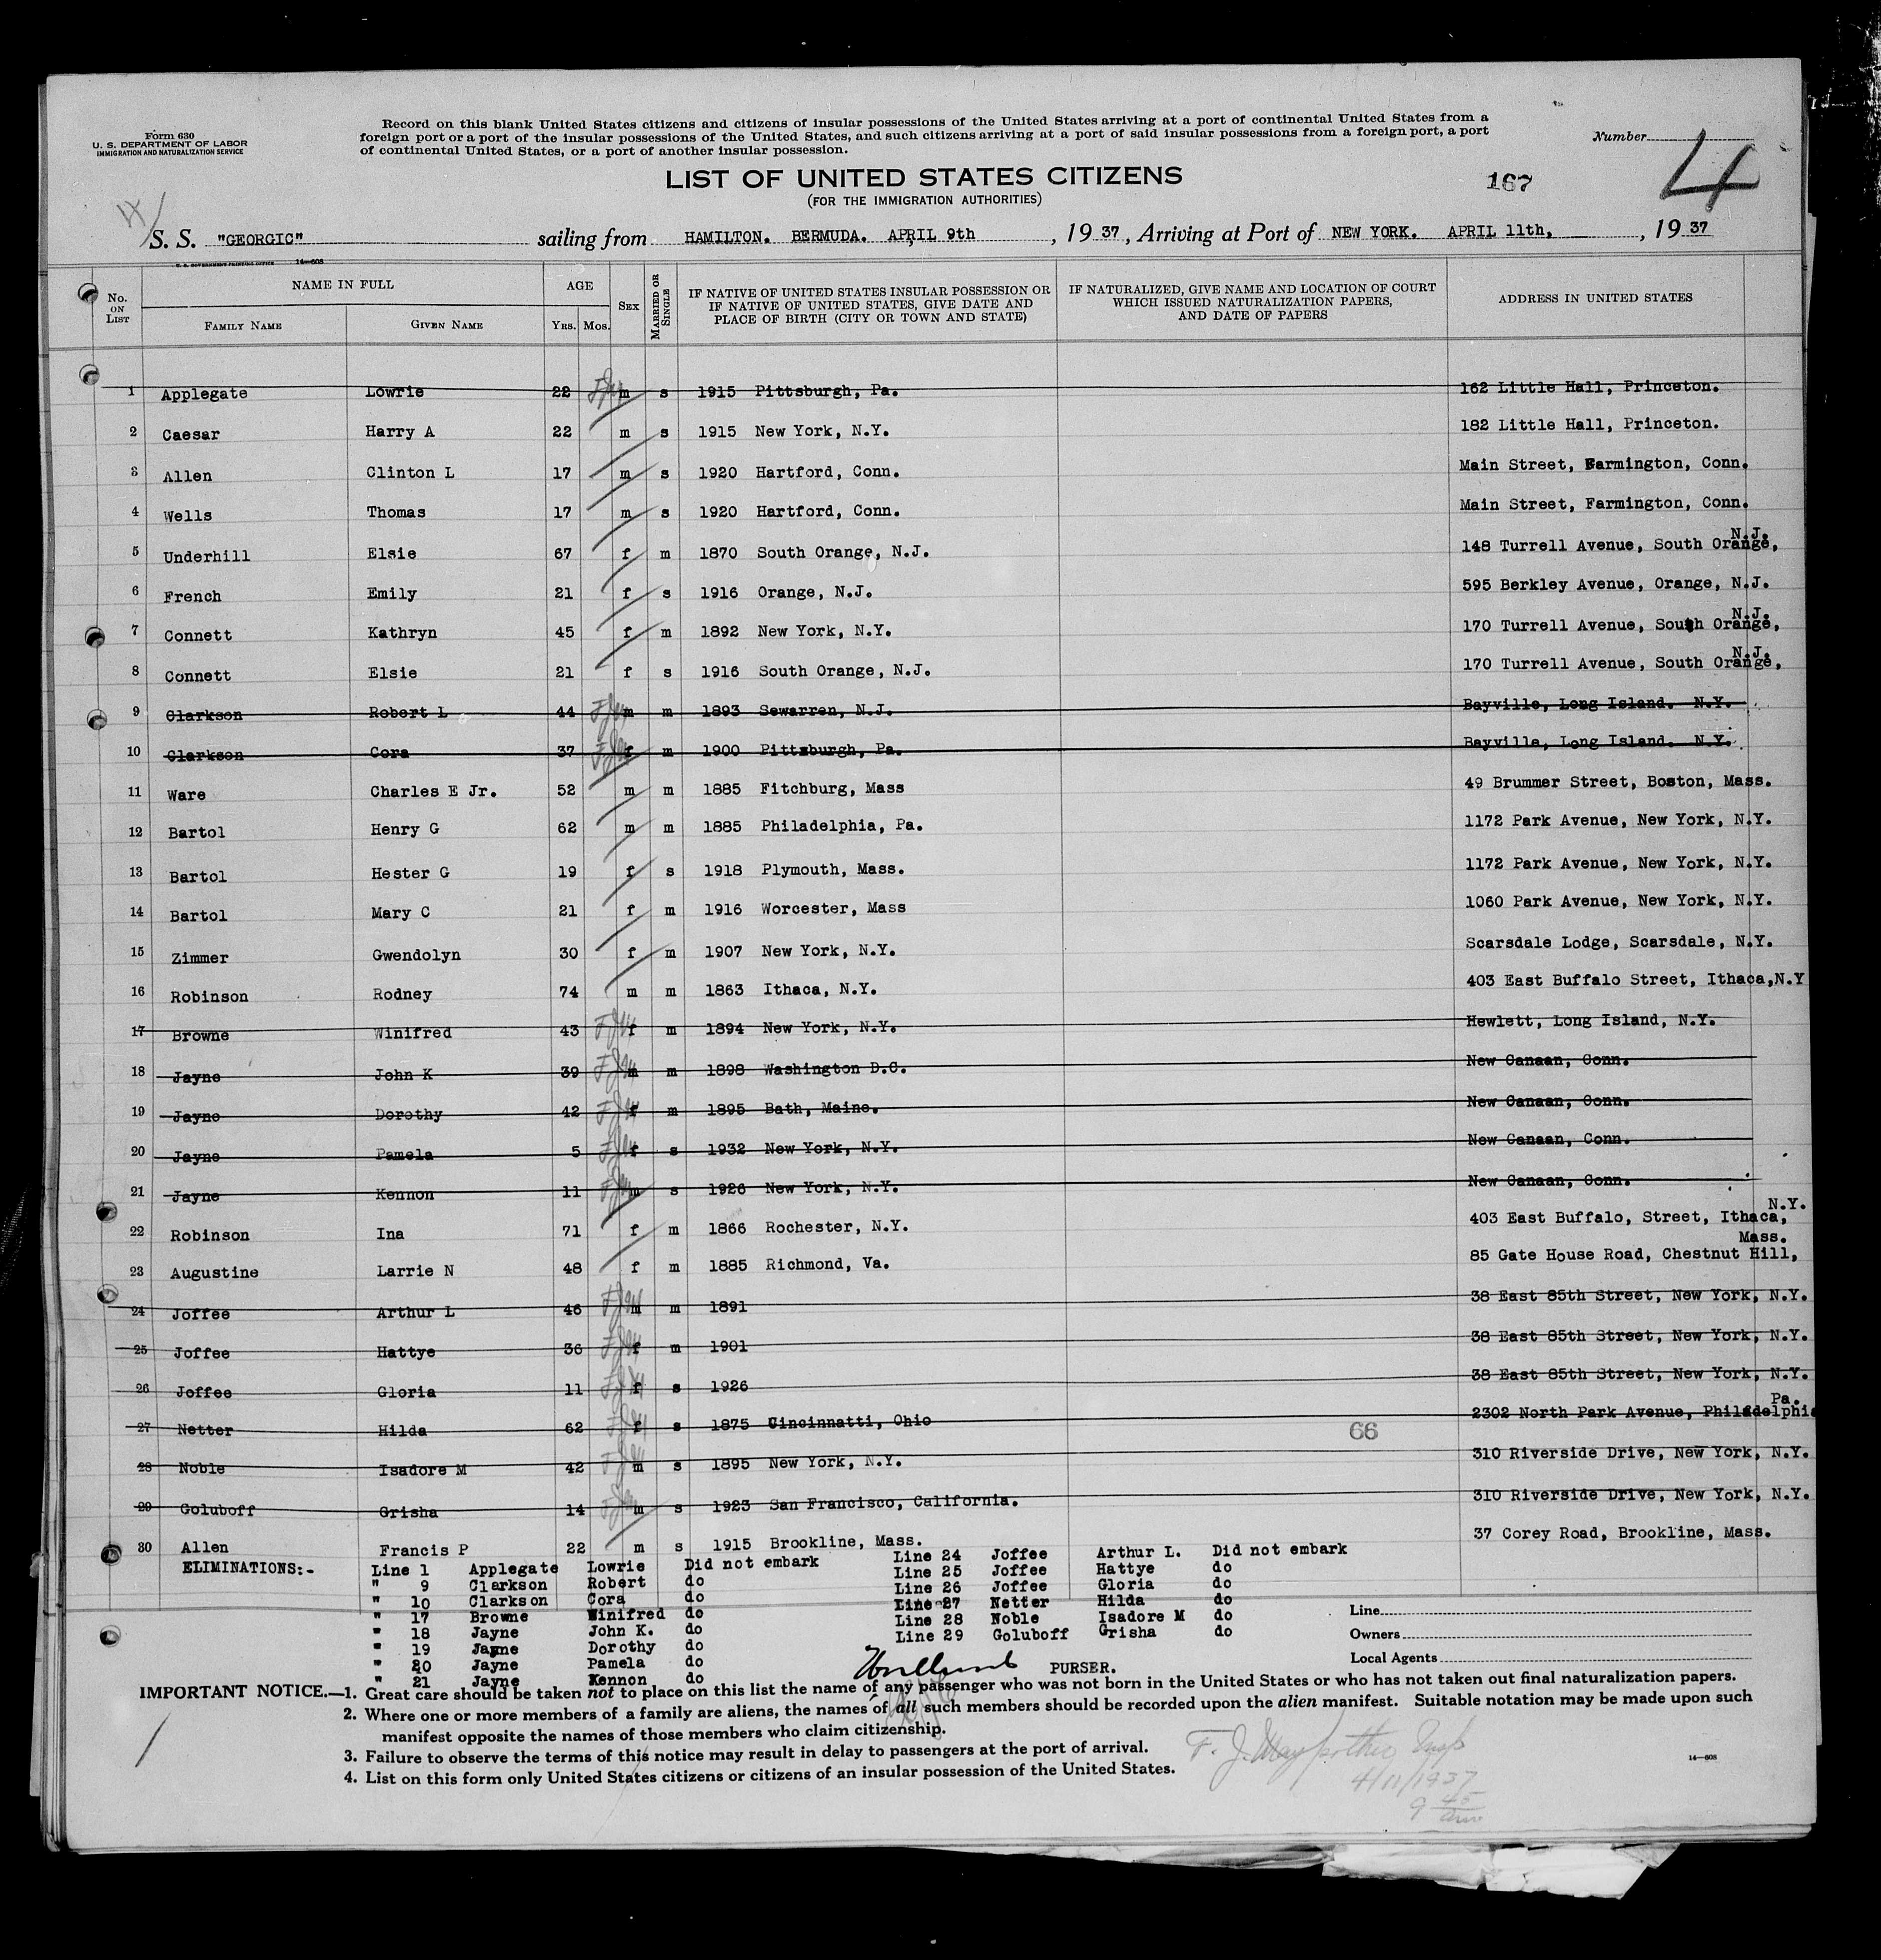 Form 630
U. S. DEPARTMENT OF LABOR
IMMIGRATION AND NATURALIZATION SERVICE
Record on this blank United States citizens and citizens of insular possessions of the United States arriving at a port of continental United States from a
foreign port or a port of the insular possessions of the United States, and such citizens arriving at a port of said insular possessions from a foreign port, a port
of continental United States, or a port of another insular possession.
Number
4
LIST OF UNITED STATES CITIZENS
(FOR THE IMMIGRATION AUTHORITIES)
167
S. S. "GEORGIC" sailing from HAMILTON. BERMUDA. APRIL 9th, 1937, Arriving at Port of NEW YORK. APRIL 11th, , 1937
U. S. GOVERNMENT PRINTING OFFICE 14—608
No. ON LIST
NAME IN FULL
FAMILY NAME GIVEN NAME
AGE
YRS. MOS.
SEX
MARRIED OR SINGLE
IF NATIVE OF UNITED STATES INSULAR POSSESSION OR
IF NATIVE OF UNITED STATES, GIVE DATE AND
PLACE OF BIRTH (CITY OR TOWN AND STATE)
IF NATURALIZED, GIVE NAME AND LOCATION OF COURT
WHICH ISSUED NATURALIZATION PAPERS,
AND DATE OF PAPERS
ADDRESS IN UNITED STATES
1 Applegate Lowrie 22 m s 1915 Pittsburgh, Pa. 162 Little Hall, Princeton.
2 Caesar Harry A 22 m s 1915 New York, N.Y. 182 Little Hall, Princeton.
3 Allen Clinton L 17 m s 1920 Hartford, Conn. Main Street, Farmington, Conn.
4 Wells Thomas 17 m s 1920 Hartford, Conn. Main Street, Farmington, Conn.
5 Underhill Elsie 67 f m 1870 South Orange, N.J. 148 Turrell Avenue, South Orange, N.J.
6 French Emily 21 f s 1916 Orange, N.J. 595 Berkley Avenue, Orange, N.J.
7 Connett Kathryn 45 f m 1892 New York, N.Y. 170 Turrell Avenue, South Orange, N.J.
8 Connett Elsie 21 f s 1916 South Orange, N.J. 170 Turrell Avenue, South Orange, N.J.
9 Clarkson Robert L 44 m m 1893 Sewarren, N.J. Bayville, Long Island. N.Y.
10 Clarkson Cora 37 f m 1900 Pittsburgh, Pa. Bayville, Long Island. N.Y.
11 Ware Charles E Jr. 52 m m 1885 Fitchburg, Mass 49 Brummer Street, Boston, Mass.
12 Bartol Henry G 62 m m 1885 Philadelphia, Pa. 1172 Park Avenue, New York, N.Y.
13 Bartol Hester G 19 f s 1918 Plymouth, Mass. 1172 Park Avenue, New York, N.Y.
14 Bartol Mary C 21 f m 1916 Worcester, Mass 1060 Park Avenue, New York, N.Y.
15 Zimmer Gwendolyn 30 f m 1907 New York, N.Y. Scarsdale Lodge, Scarsdale, N.Y.
16 Robinson Rodney 74 m m 1863 Ithaca, N.Y. 403 East Buffalo Street, Ithaca,N.Y
17 Browne Winifred 43 f m 1894 New York, N.Y. Hewlett, Long Island, N.Y.
18 Jayne John K 39 m m 1898 Washington D.C. New Canaan, Conn.
19 Jayne Dorothy 42 f m 1895 Bath, Maine. New Canaan, Conn.
20 Jayne Pamela 5 f s 1932 New York, N.Y. New Canaan, Conn.
21 Jayne Kennon 11 m s 1926 New York, N.Y. New Canaan, Conn.
22 Robinson Ina 71 f m 1866 Rochester, N.Y. 403 East Buffalo, Street, Ithaca, N.Y.
23 Augustine Larrie N 48 f m 1885 Richmond, Va. 85 Gate House Road, Chestnut Hill, Mass.
24 Joffee Arthur L 46 m m 1891 38 East 85th Street, New York, N.Y.
25 Joffee Hattye 36 f m 1901 38 East 85th Street, New York, N.Y.
26 Joffee Gloria 11 f s 1926 38 East 85th Street, New York, N.Y.
27 Netter Hilda 62 f s 1875 Cincinnatti, Ohio 2302 North Park Avenue, Philadelphia Pa.
66
28 Noble Isadore M 42 m s 1895 New York, N.Y. 310 Riverside Drive, New York, N.Y.
29 Goluboff Grisha 14 m s 1923 San Francisco, California. 310 Riverside Drive, New York, N.Y.
30 Allen Francis P 22 m s 1915 Brookline, Mass. 37 Corey Road, Brookline, Mass.
ELIMINATIONS:- Line 1 Applegate Lowrie Did not embark
" 9 Clarkson Robert do
" 10 Clarkson Cora do
" 17 Browne Winifred do
" 18 Jayne John K. do
" 19 Jayne Dorothy do
" 20 Jayne Pamela do
" 21 Jayne Kennon do
Line 24 Joffee Arthur L. Did not embark
Line 25 Joffee Hattye do
Line 26 Joffee Gloria do
Line 27 Netter Hilda do
Line 28 Noble Isadore M do
Line 29 Goluboff Grisha do
PURSER.
Line
Owners
Local Agents
IMPORTANT NOTICE.—1. Great care should be taken not to place on this list the name of any passenger who was not born in the United States or who has not taken out final naturalization papers.
2. Where one or more members of a family are aliens, the names of all such members should be recorded upon the alien manifest. Suitable notation may be made upon such
manifest opposite the names of those members who claim citizenship.
3. Failure to observe the terms of this notice may result in delay to passengers at the port of arrival.
4. List on this form only United States citizens or citizens of an insular possession of the United States.
14—608
4/11/1937
9 45 am